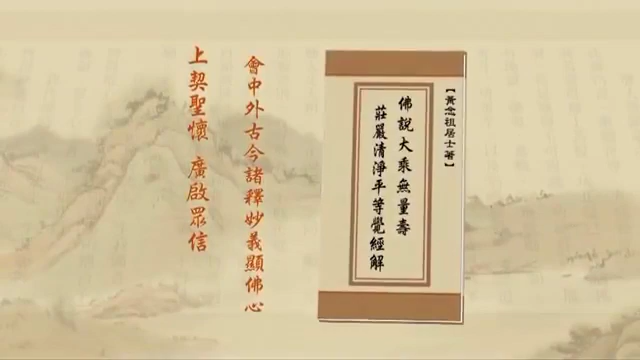 【黃念祖居士著】
佛說大乘無量壽
莊嚴清淨平等覺經解
會中外古今諸釋妙義顯佛心
上契聖懷 廣啟眾信